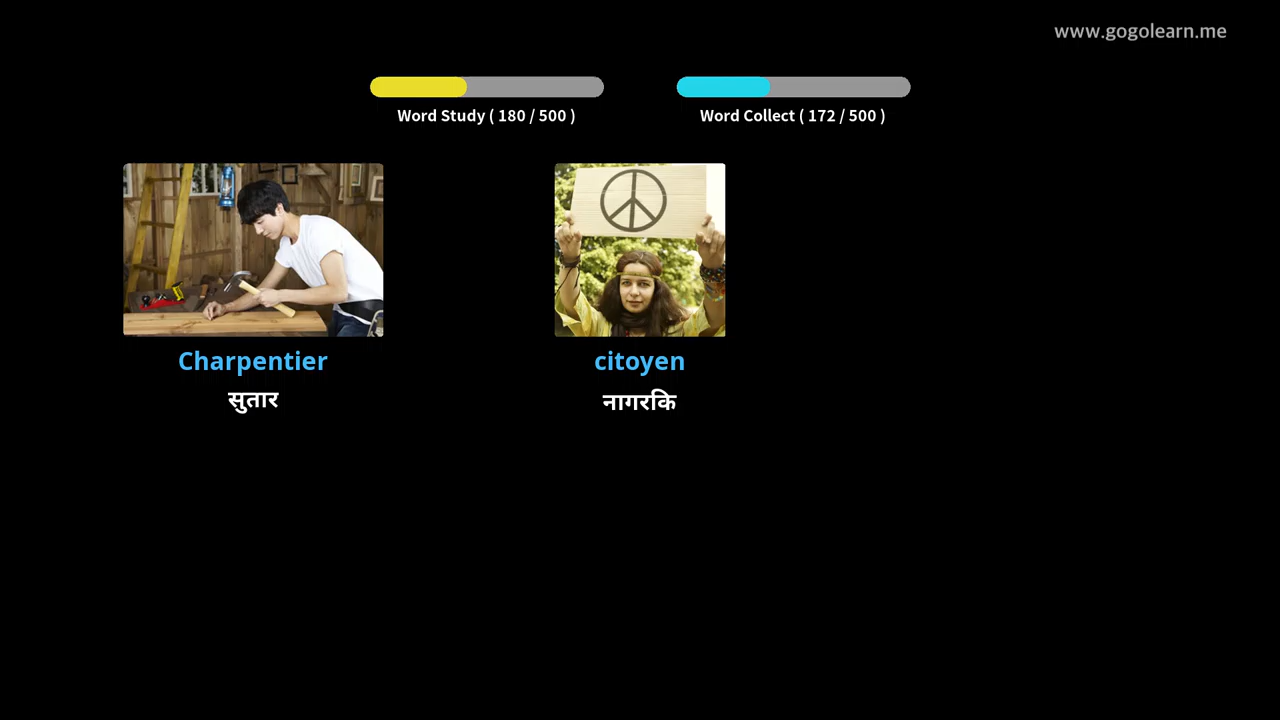 www.gogolearn.me
Word Study ( 180 / 500 )
Word Collect ( 172 / 500 )
Charpentier
citoyen
सुतार
नागरकि